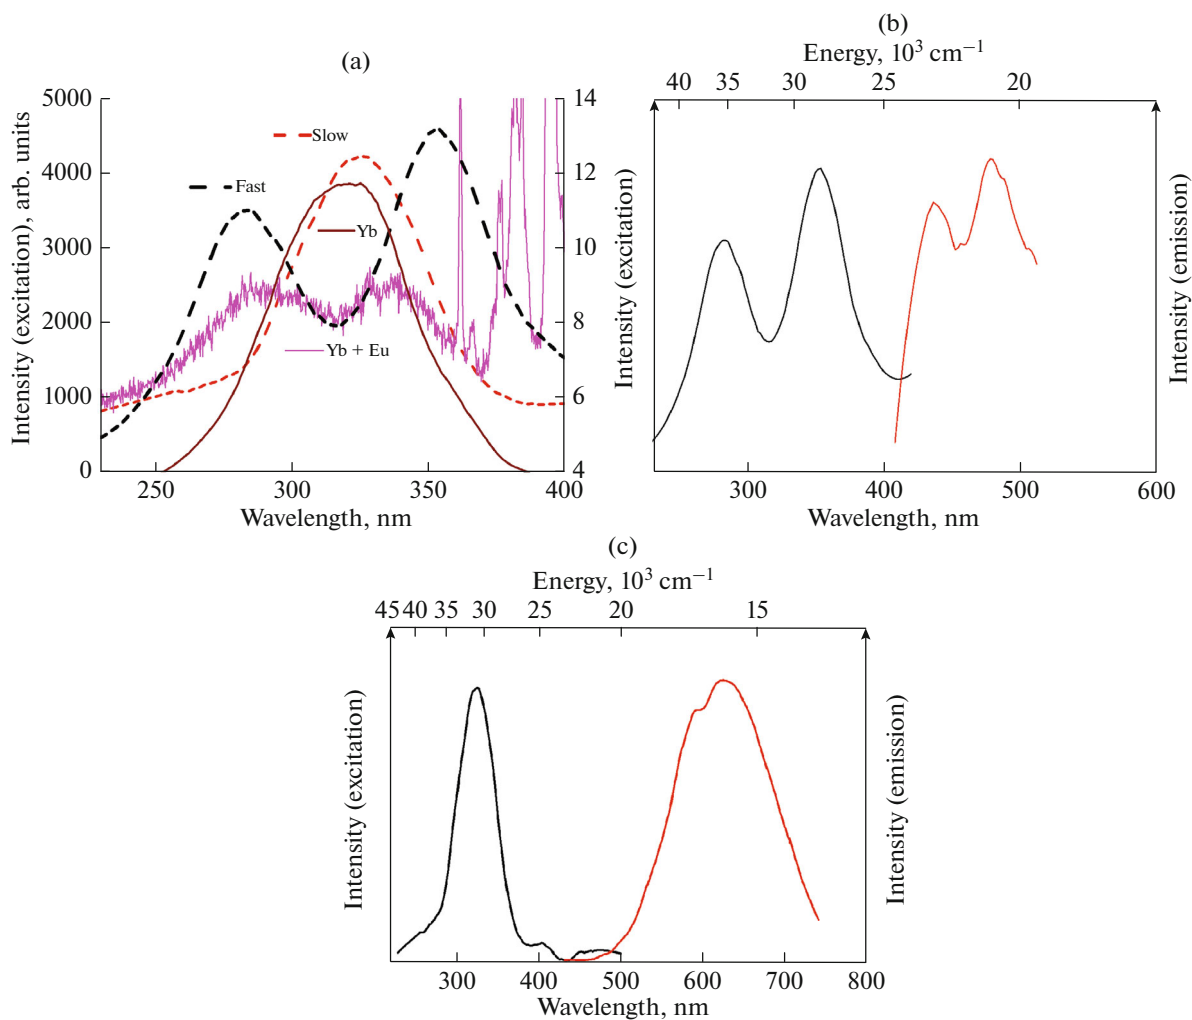 (a)
Intensity (excitation), arb. units
5000
4000
3000
2000
1000
0
14
12
10
8
6
4
Slow
Fast
Yb
Yb + Eu
250 300 350 400
Wavelength, nm
(b)
Energy, 10³ cm⁻¹
40 35 30 25 20
Intensity (excitation)
Intensity (emission)
300 400 500 600
Wavelength, nm
(c)
Energy, 10³ cm⁻¹
45 40 35 30 25 20 15
Intensity (excitation)
Intensity (emission)
300 400 500 600 700 800
Wavelength, nm